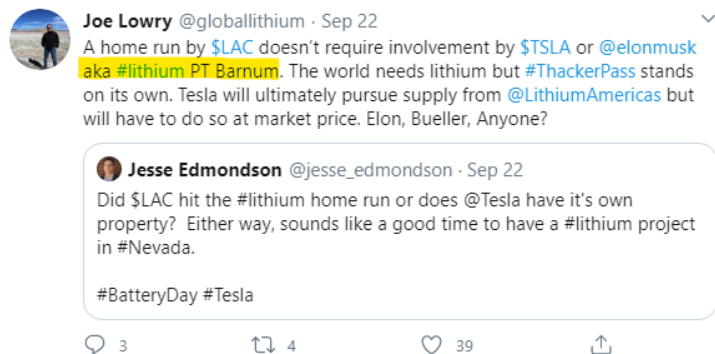 Joe Lowry @globallithium · Sep 22
A home run by $LAC doesn't require involvement by $TSLA or @elonmusk
aka #lithium PT Barnum. The world needs lithium but #ThackerPass stands
on its own. Tesla will ultimately pursue supply from @LithiumAmericas but
will have to do so at market price. Elon, Bueller, Anyone?
Jesse Edmondson @jesse_edmondson · Sep 22
Did $LAC hit the #lithium home run or does @Tesla have it's own
property? Either way, sounds like a good time to have a #lithium project
in #Nevada.
#BatteryDay #Tesla
3 4 39